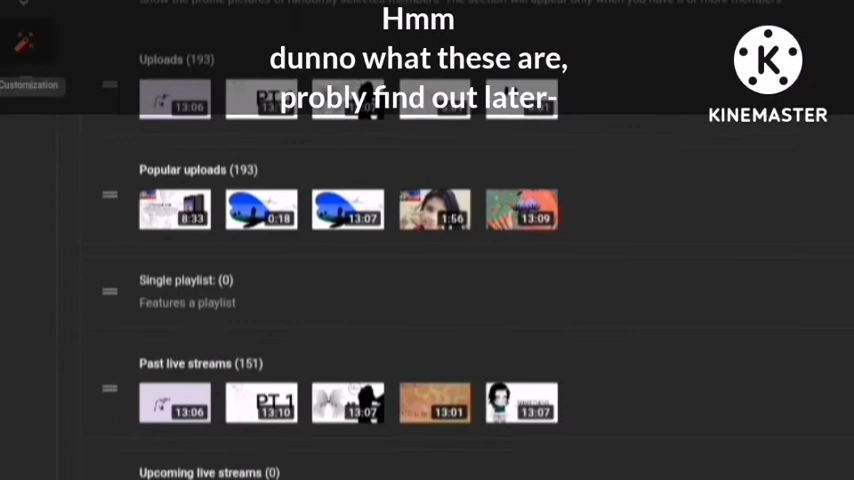 Hmm
dunno what these are,
probly find out later-
KINEMASTER
Customization
Uploads (193)
13:06
PT
Popular uploads (193)
8:33
0:18
13:07
1:56
13:09
Single playlist: (0)
Features a playlist
Past live streams (151)
13:06
PT 1
13:10
13:07
13:01
13:07
Upcoming live streams (0)